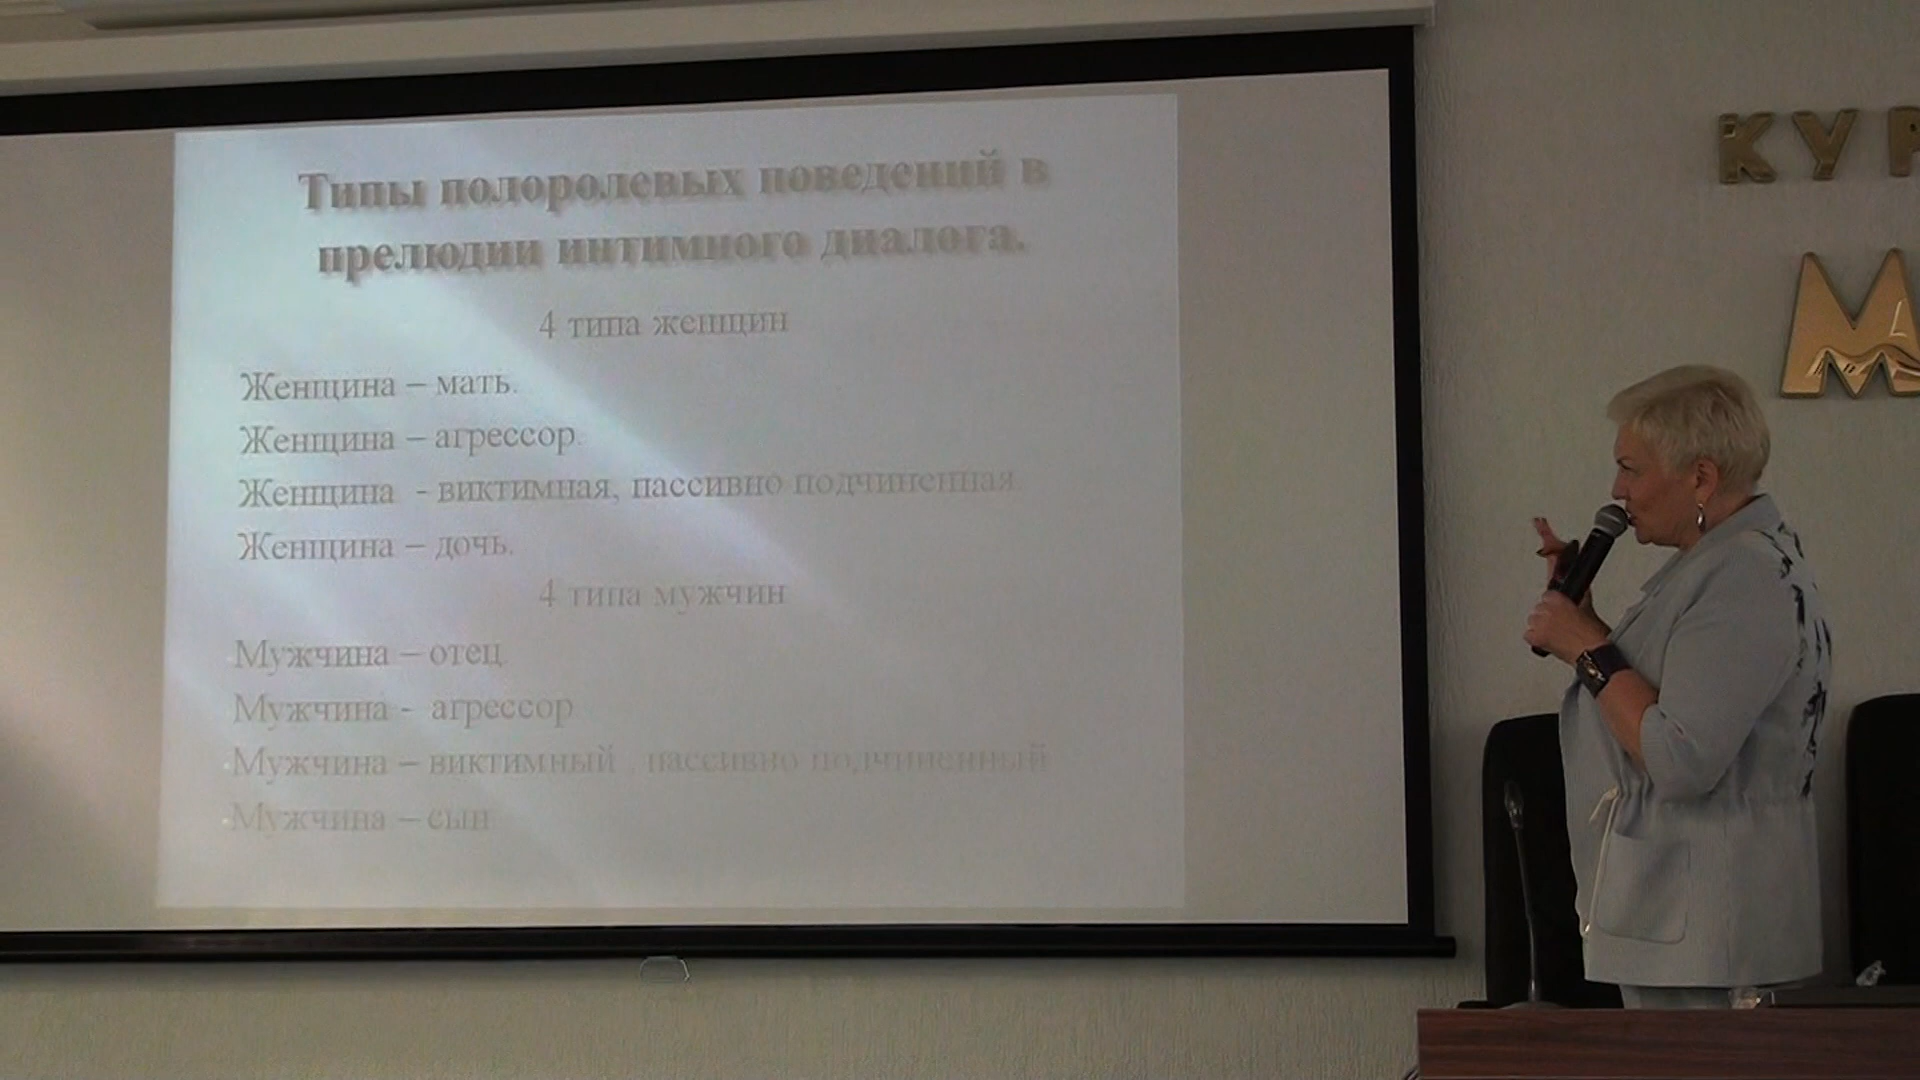 Типы полоролевых поведений в
прелюдии интимного диалога.
4 типа женщин
Женщина – мать.
Женщина – агрессор.
Женщина - виктимная, пассивно подчиненная.
Женщина – дочь.
4 типа мужчин
Мужчина – отец
Мужчина - агрессор
Мужчина – виктимный , пассивно подчиненный
Мужчина – сын
КУР
М